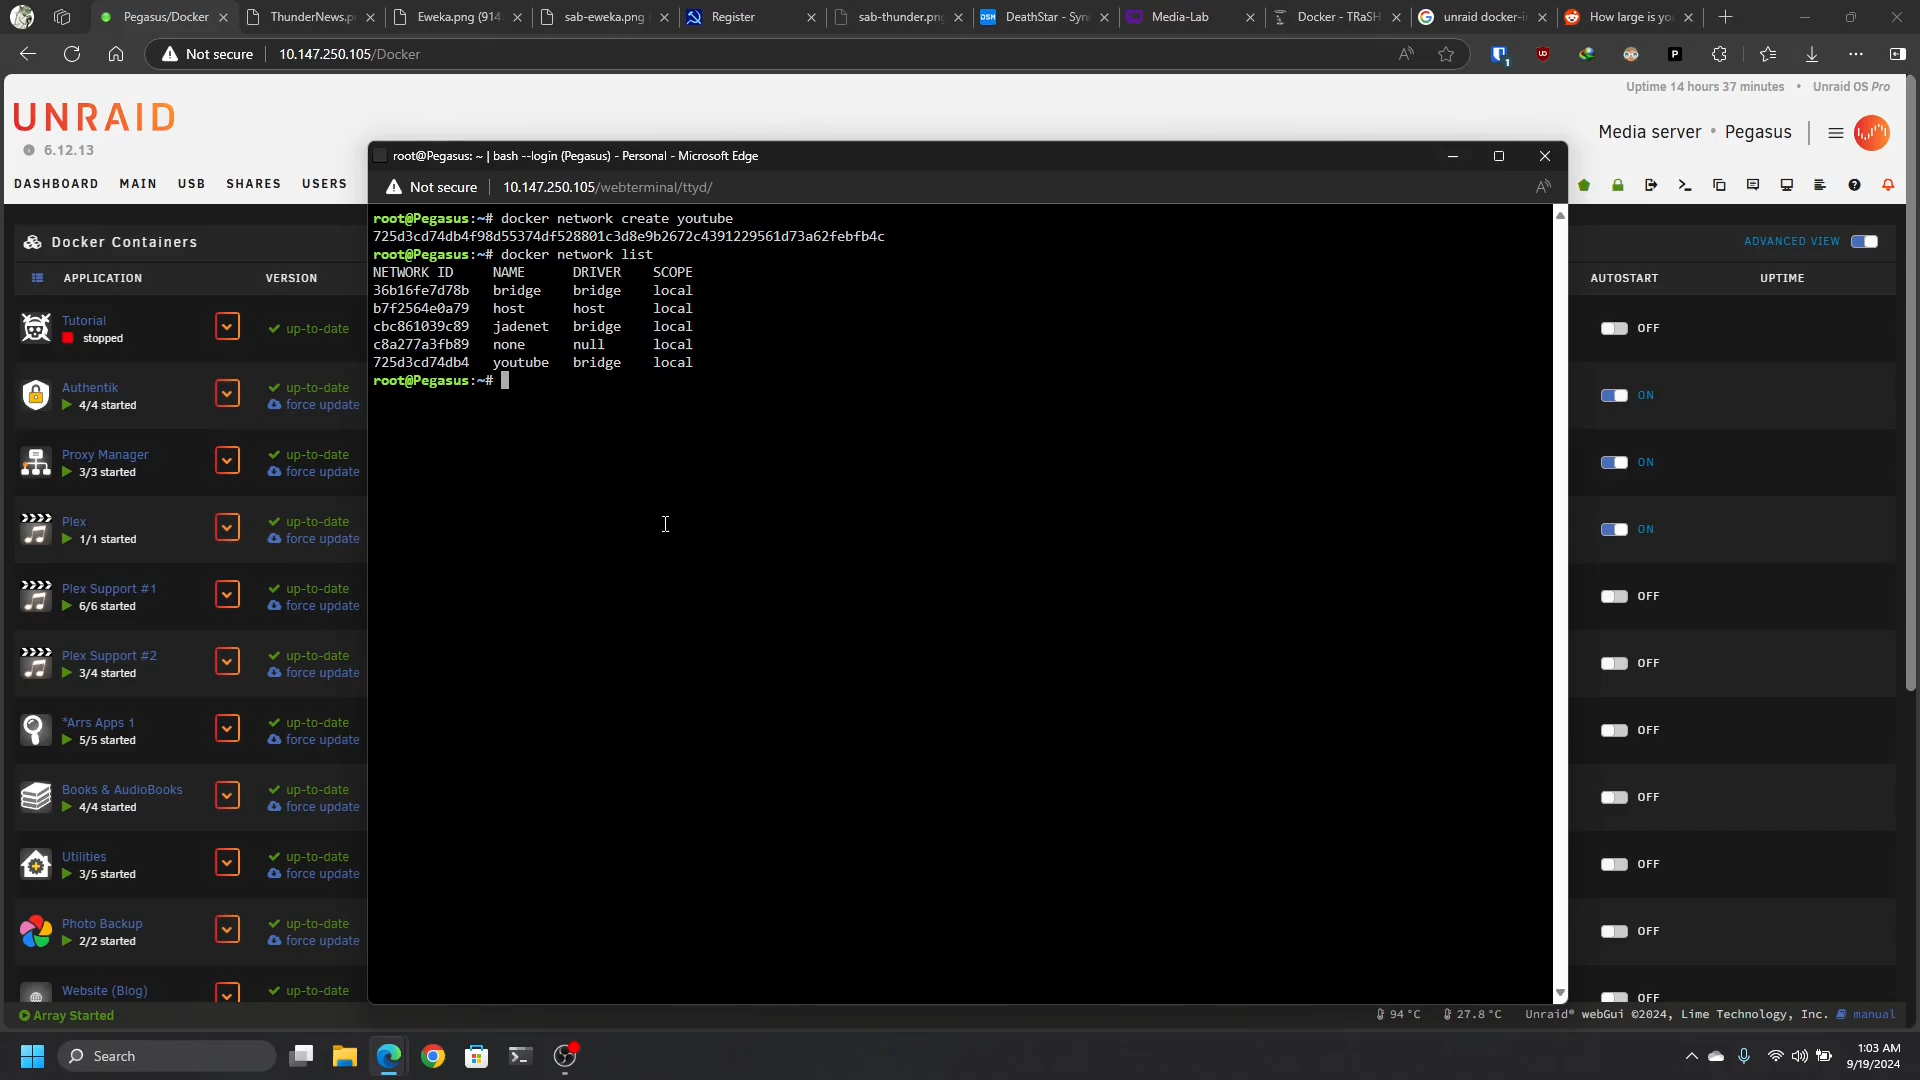 Pegasus/Docker
ThunderNews.p
Eweka.png (914
sab-eweka.png
Register
sab-thunder.pn
DSM
DeathStar - Syn
Media-Lab
Docker - TRaSH
unraid docker-i
How large is yo
Not secure
10.147.250.105/Docker
1
UNRAID
6.12.13
Uptime 14 hours 37 minutes • Unraid OS Pro
Media server • Pegasus
DASHBOARD MAIN USB SHARES USERS
root@Pegasus: ~ | bash --login (Pegasus) - Personal - Microsoft Edge
Not secure
10.147.250.105/webterminal/ttyd/
root@Pegasus:~# docker network create youtube
725d3cd74db4f98d55374df528801c3d8e9b2672c4391229561d73a62febfb4c
root@Pegasus:~# docker network list
NETWORK ID NAME DRIVER SCOPE
36b16fe7d78b bridge bridge local
b7f2564e0a79 host host local
cbc861039c89 jadenet bridge local
c8a277a3fb89 none null local
725d3cd74db4 youtube bridge local
root@Pegasus:~#
Docker Containers
ADVANCED VIEW
APPLICATION VERSION AUTOSTART UPTIME
Tutorial
stopped
up-to-date
OFF
Authentik
4/4 started
up-to-date
force update
ON
Proxy Manager
3/3 started
up-to-date
force update
ON
Plex
1/1 started
up-to-date
force update
ON
Plex Support #1
6/6 started
up-to-date
force update
OFF
Plex Support #2
3/4 started
up-to-date
force update
OFF
*Arrs Apps 1
5/5 started
up-to-date
force update
OFF
Books & AudioBooks
4/4 started
up-to-date
force update
OFF
Utilities
3/5 started
up-to-date
force update
OFF
Photo Backup
2/2 started
up-to-date
force update
OFF
Website (Blog)
up-to-date
OFF
Array Started
94 °C
27.8 °C
Unraid® webGui ©2024, Lime Technology, Inc. manual
Search
1:03 AM
9/19/2024